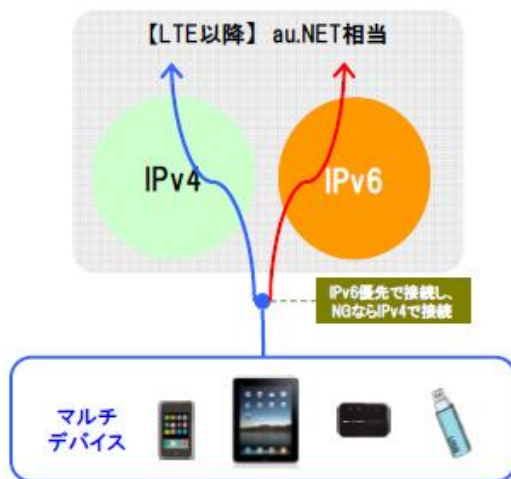 【LTE以降】 au.NET相当
IPv4
IPv6
IPv6優先で接続し、
NGならIPv4で接続
マルチ
デバイス